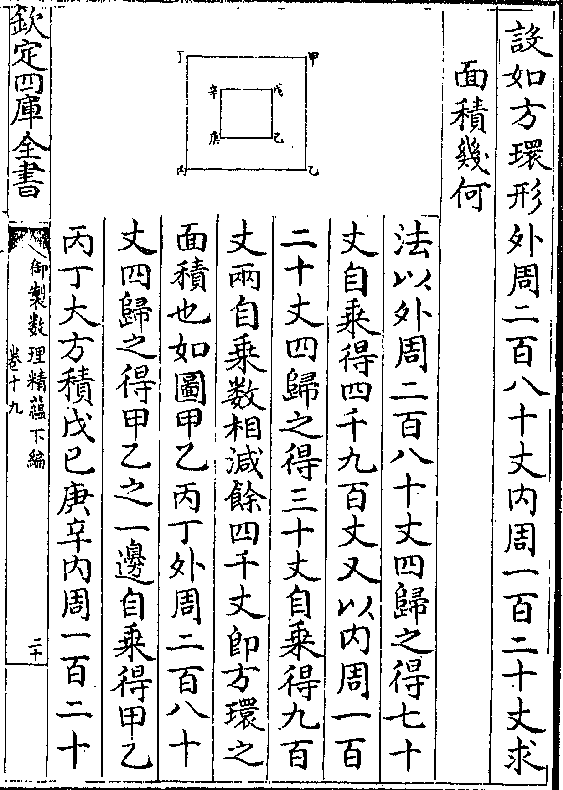 設如方環形外周二百八十丈内周一百二十丈求
面積幾何
法以外周二百八十丈四歸之得七十
丈自乘得四千九百丈又以内周一百
二十丈四歸之得三十丈自乘得九百
丈兩自乘数相減餘四千丈即方環之
面積也如圖甲乙丙丁外周二百八十
丈四歸之得甲乙之一邊自乘得甲乙
丙丁大方積戊己庚辛内周一百二十
丁
甲
辛
戊
庚
己
丙
乙
欽定四庫全書
御製数理精藴下編
卷十九
二十